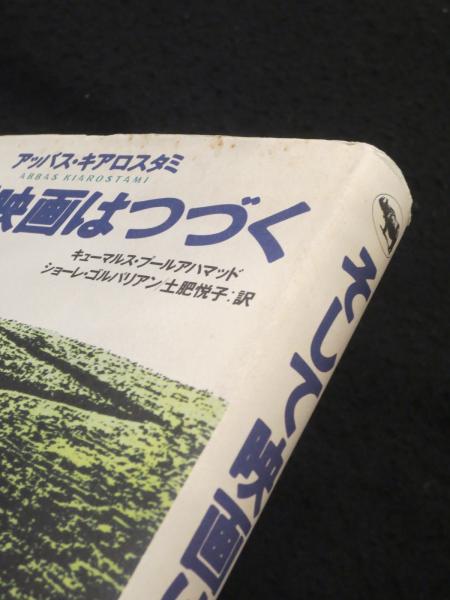 アッバス・キアロスタミ
ABBAS KIAROSTAMI
映画はつづく
キューマルス・プールアハマッド
ショーレ・ゴルパリアン/土肥悦子:訳
そして映画